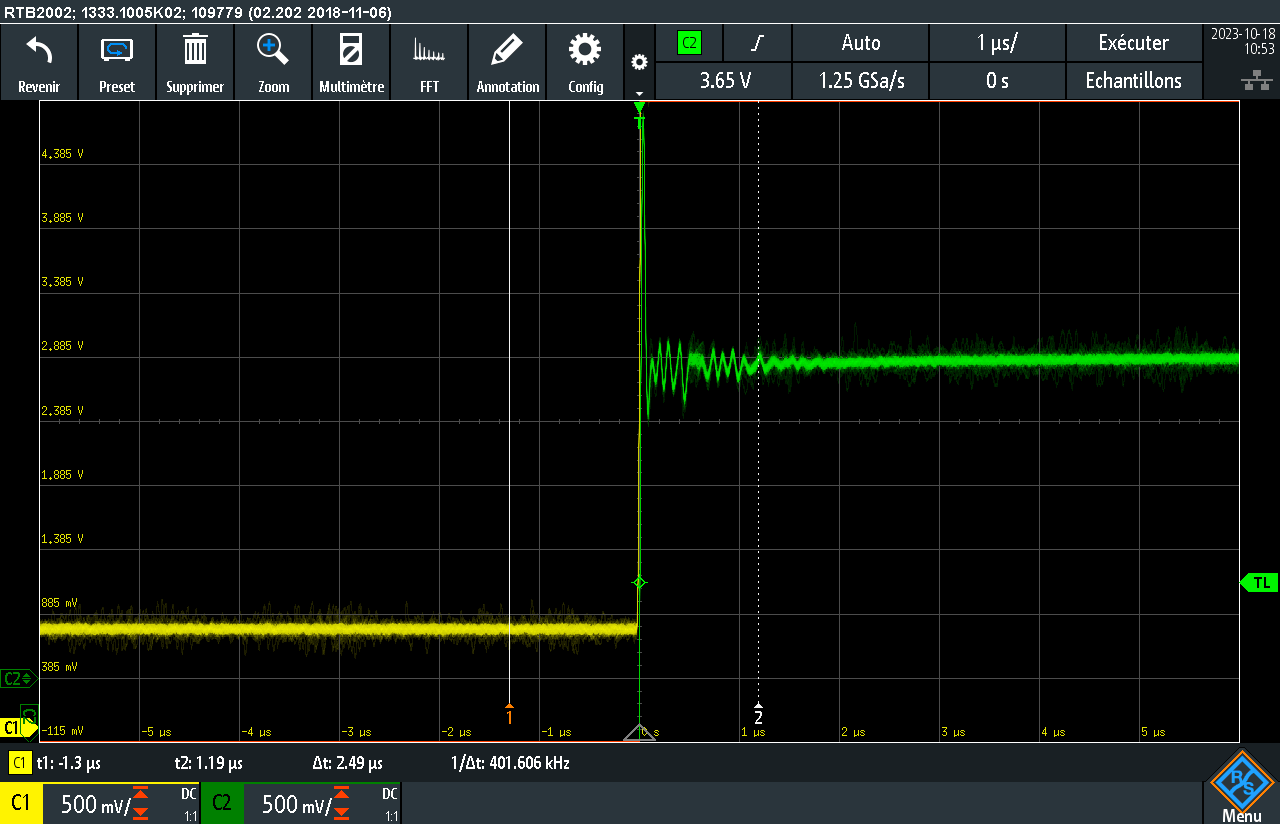 RTB2002; 1333.1005K02; 109779 (02.202 2018-11-06)
Revenir Preset Supprimer Zoom Multimètre FFT Annotation Config
C2 Auto 1 µs/ Exécuter
3.65 V 1.25 GSa/s 0 s Echantillons
2023-10-18
10:53
T
4.385 V
3.885 V
3.385 V
2.885 V
2.385 V
1.885 V
1.385 V
TL
885 mV
385 mV
C2
1 2
C1
-115 mV -5 µs -4 µs -3 µs -2 µs -1 µs 0 s 1 µs 2 µs 3 µs 4 µs 5 µs
C1 t1: -1.3 µs t2: 1.19 µs Δt: 2.49 µs 1/Δt: 401.606 kHz
C1 500 mV/ DC 1:1 C2 500 mV/ DC 1:1
R S
Menu